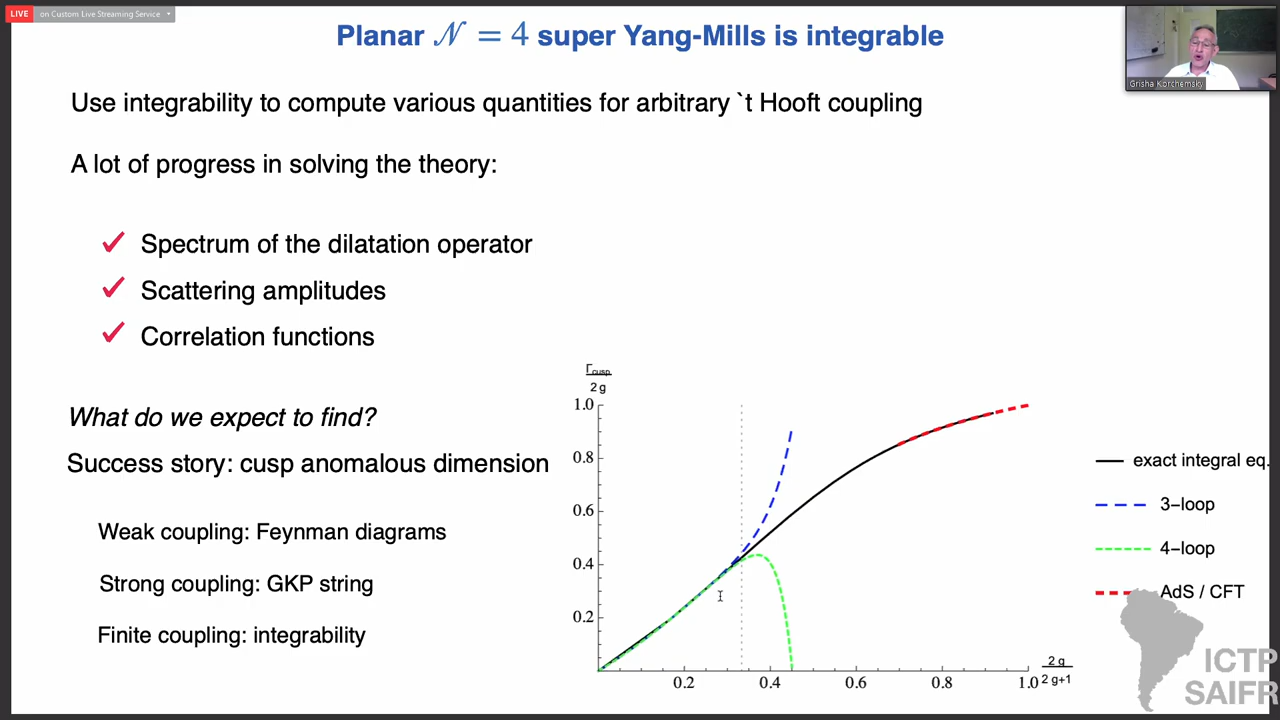 LIVE on Custom Live Streaming Service
Planar 𝒩 = 4 super Yang-Mills is integrable
Grisha Korchemsky
Use integrability to compute various quantities for arbitrary `t Hooft coupling
A lot of progress in solving the theory:
✓ Spectrum of the dilatation operator
✓ Scattering amplitudes
✓ Correlation functions
What do we expect to find?
Success story: cusp anomalous dimension
Weak coupling: Feynman diagrams
Strong coupling: GKP string
Finite coupling: integrability
Γcusp
2 g
1.0
0.8
0.6
0.4
0.2
0.2 0.4 0.6 0.8 1.0
2 g
2 g+1
exact integral eq.
3–loop
4–loop
AdS / CFT
ICTP
SAIFR